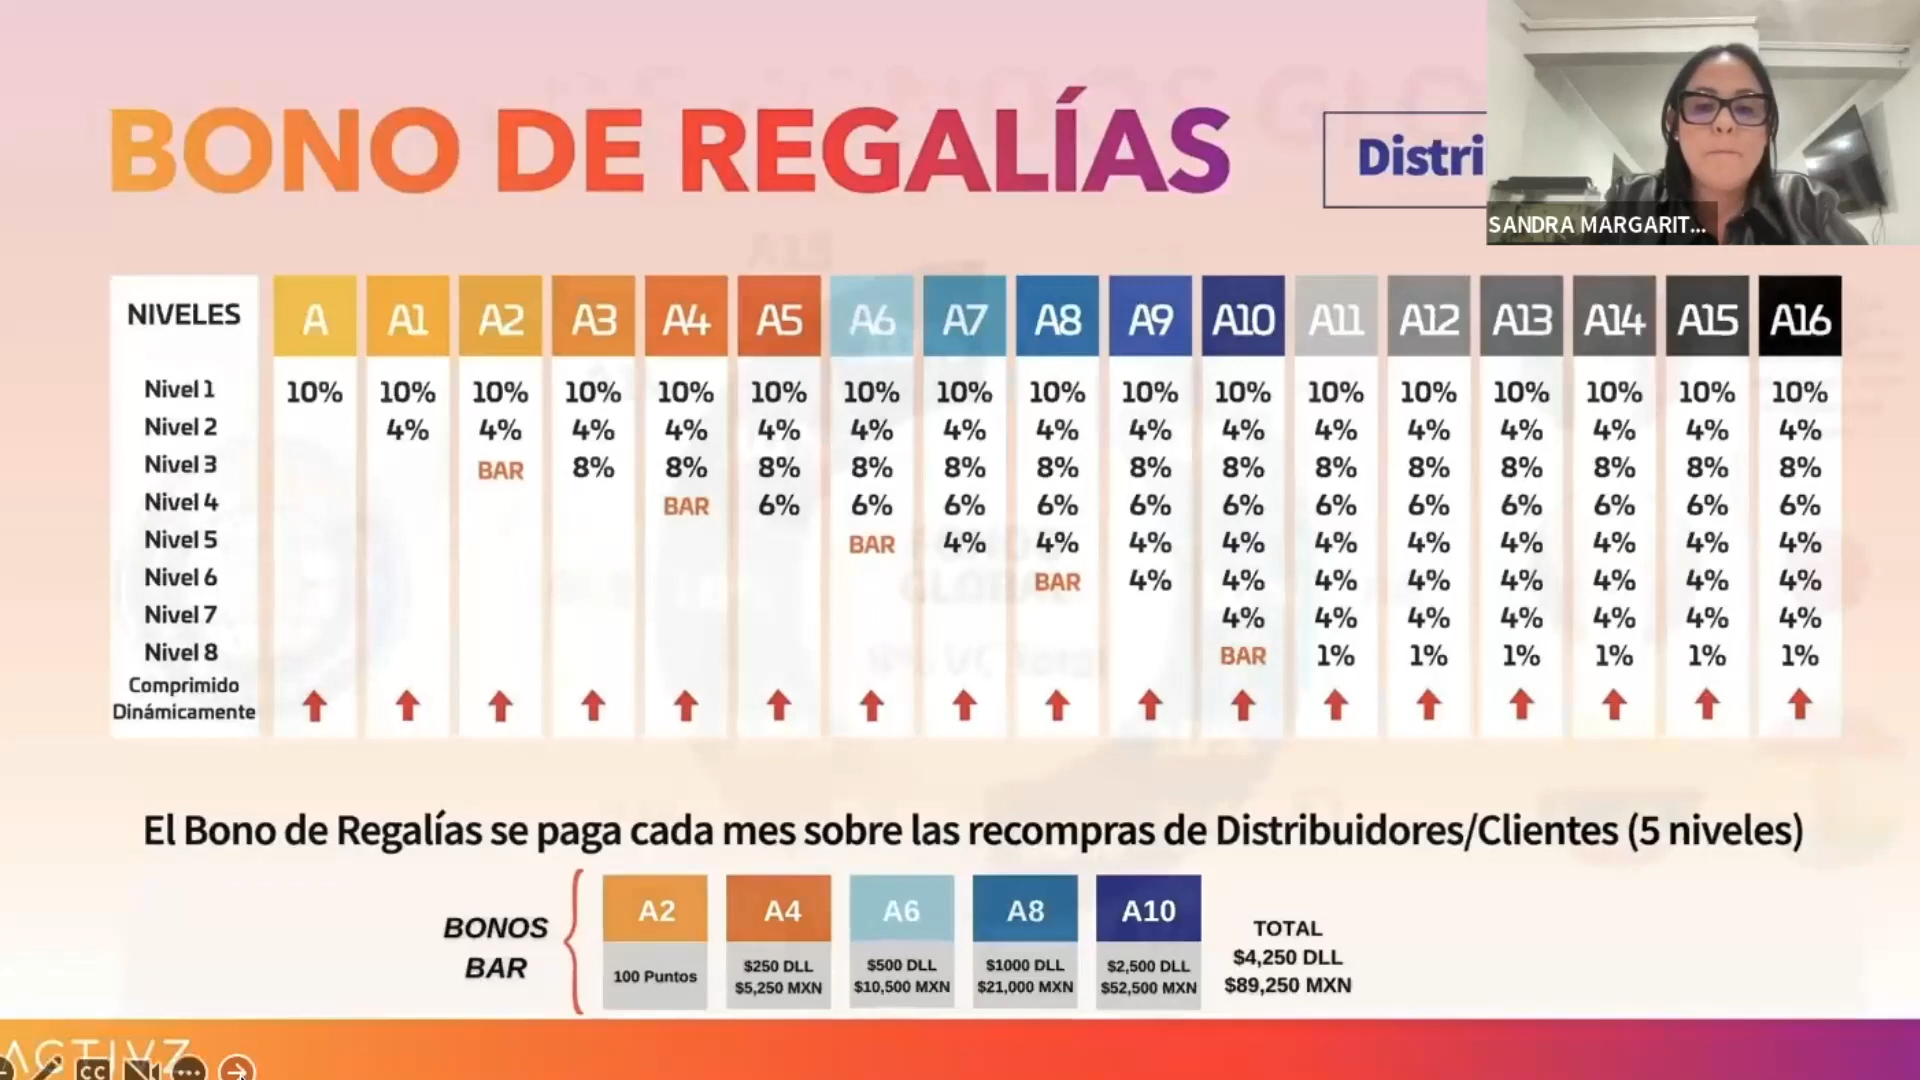 BONO DE REGALÍAS
Distri
SANDRA MARGARIT...
NIVELES A A1 A2 A3 A4 A5 A6 A7 A8 A9 A10 A11 A12 A13 A14 A15 A16
Nivel 1 10% 10% 10% 10% 10% 10% 10% 10% 10% 10% 10% 10% 10% 10% 10% 10% 10%
Nivel 2 4% 4% 4% 4% 4% 4% 4% 4% 4% 4% 4% 4% 4% 4% 4% 4%
Nivel 3 BAR 8% 8% 8% 8% 8% 8% 8% 8% 8% 8% 8% 8% 8% 8%
Nivel 4 BAR 6% 6% 6% 6% 6% 6% 6% 6% 6% 6% 6% 6%
Nivel 5 BAR 4% 4% 4% 4% 4% 4% 4% 4% 4% 4%
Nivel 6 BAR 4% 4% 4% 4% 4% 4% 4% 4%
Nivel 7 4% 4% 4% 4% 4% 4% 4%
Nivel 8 BAR 1% 1% 1% 1% 1% 1%
Comprimido
Dinámicamente
El Bono de Regalías se paga cada mes sobre las recompras de Distribuidores/Clientes (5 niveles)
BONOS
BAR
A2 A4 A6 A8 A10
100 Puntos
$250 DLL
$5,250 MXN
$500 DLL
$10,500 MXN
$1000 DLL
$21,000 MXN
$2,500 DLL
$52,500 MXN
TOTAL
$4,250 DLL
$89,250 MXN
ACTIVZ
CC